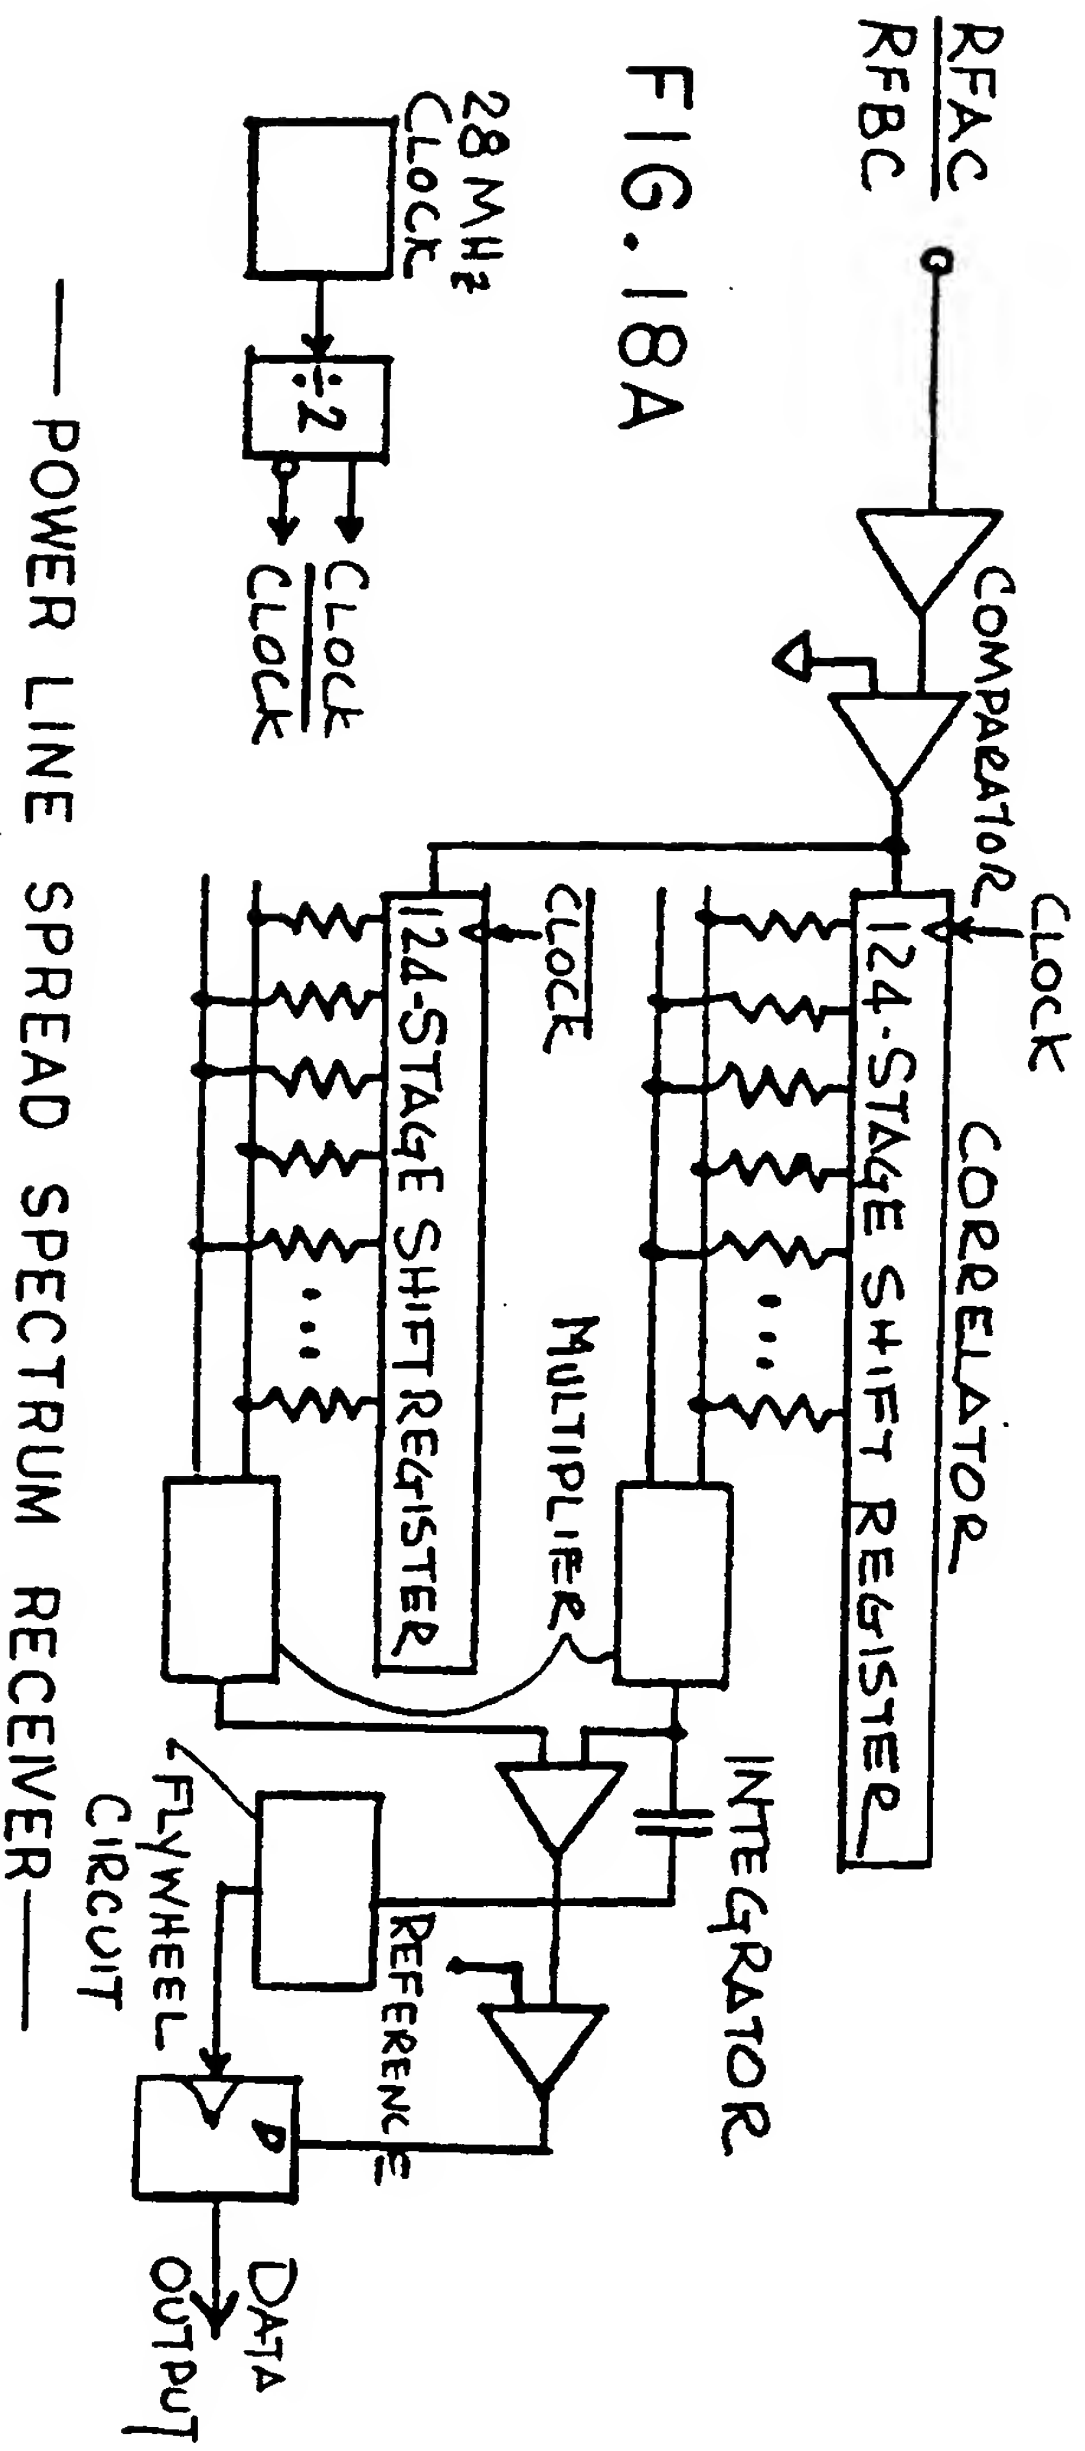 RFAC
RFBC
COMPARATOR
CLOCK
CORRELATOR
124-STAGE SHIFT REGISTER
INTEGRATOR
FIG. 18A
CLOCK
MULTIPLIER
124-STAGE SHIFT REGISTER
REFERENCE
28 MHz
CLOCK
÷2
CLOCK
CLOCK
D
FLYWHEEL
CIRCUIT
DATA
OUTPUT
— POWER LINE SPREAD SPECTRUM RECEIVER —